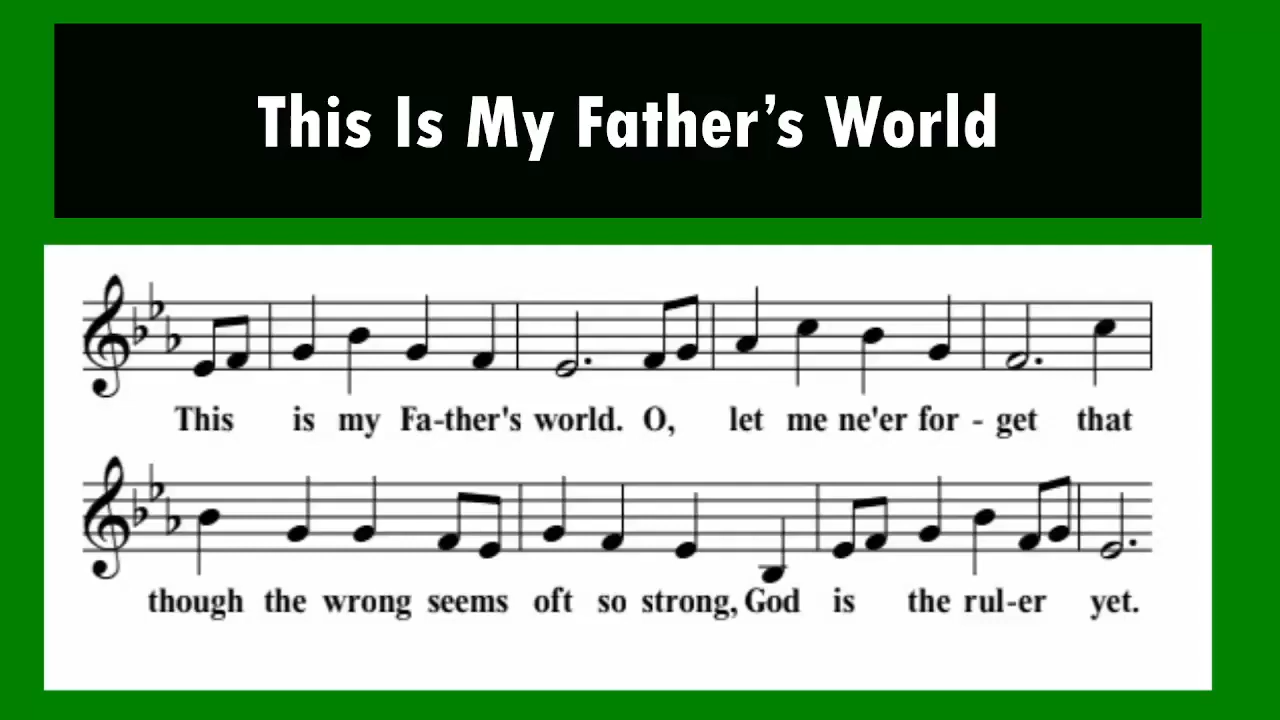 This Is My Father’s World
This is my Fa-ther's world. O, let me ne'er for - get that
though the wrong seems oft so strong, God is the rul-er yet.